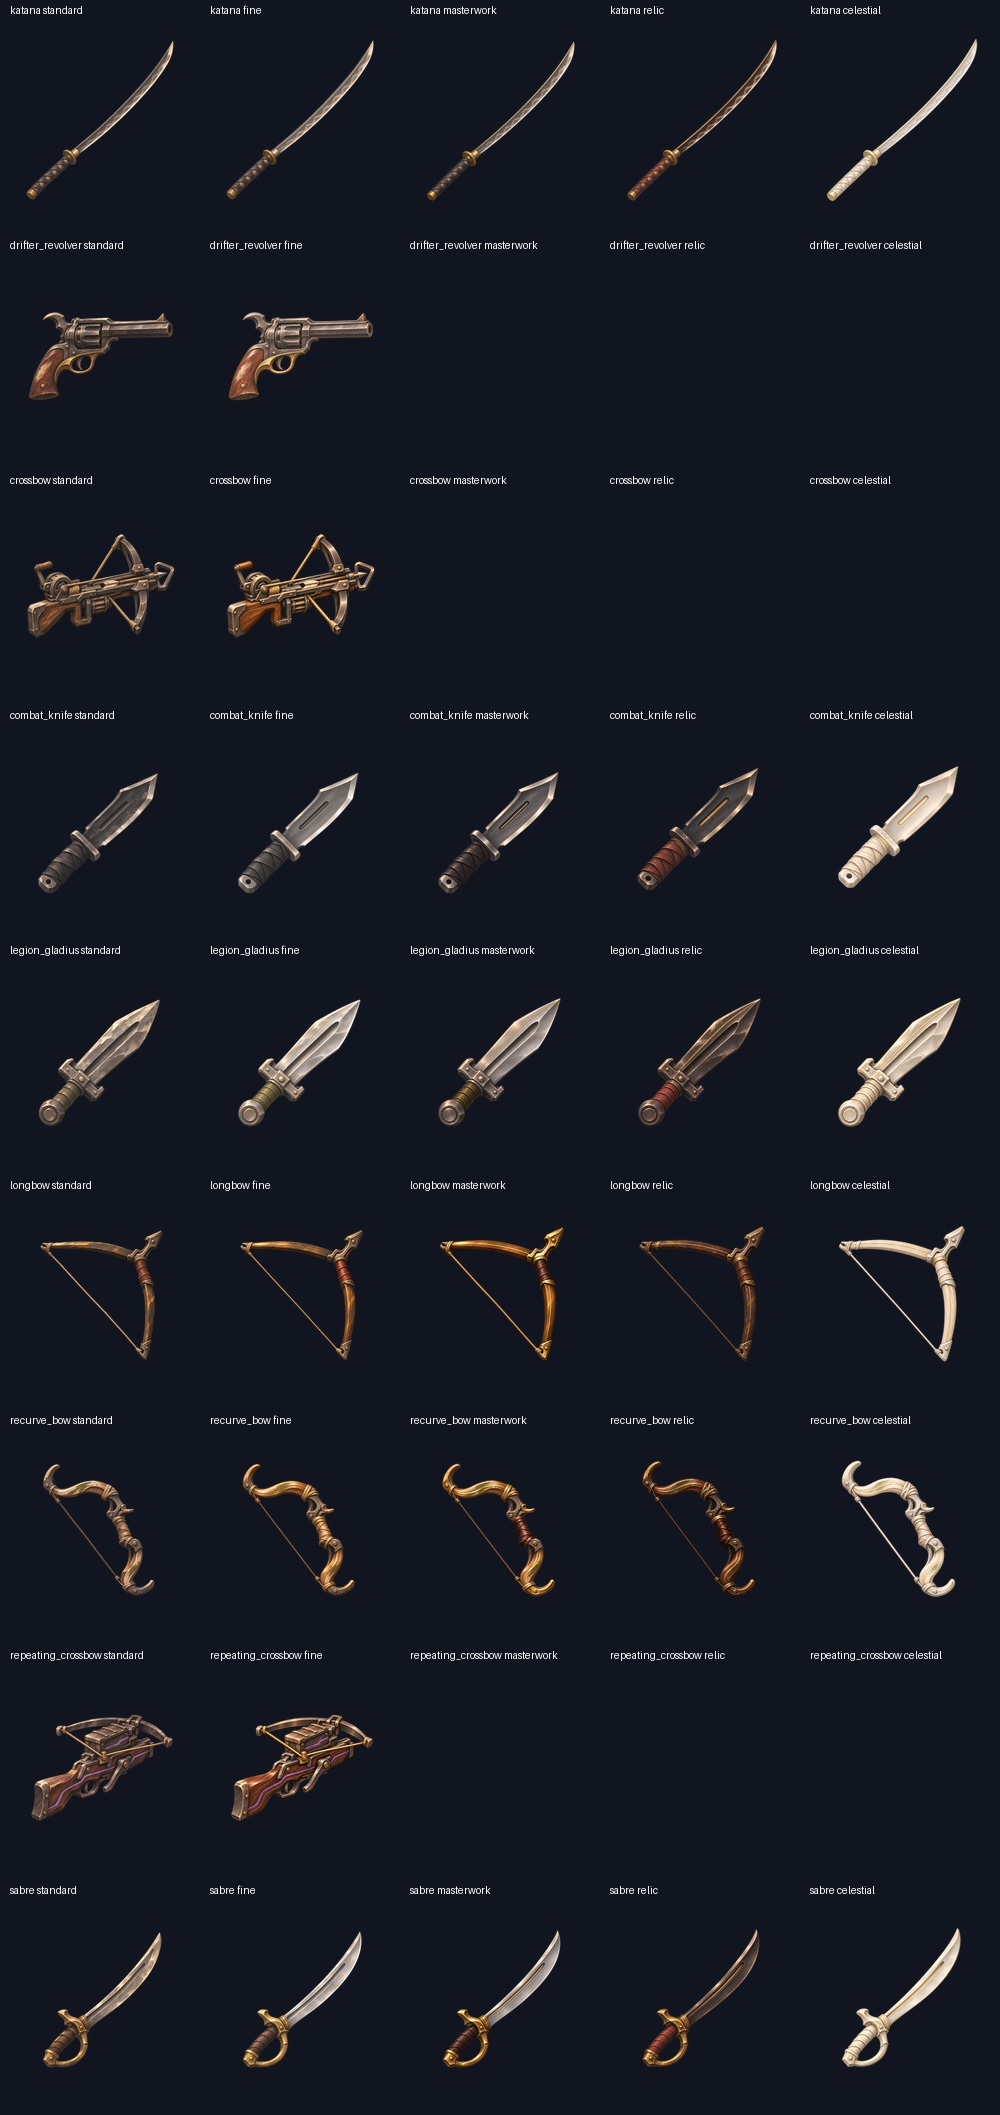 katana standard katana fine katana masterwork katana relic katana celestial
drifter_revolver standard drifter_revolver fine drifter_revolver masterwork drifter_revolver relic drifter_revolver celestial
crossbow standard crossbow fine crossbow masterwork crossbow relic crossbow celestial
combat_knife standard combat_knife fine combat_knife masterwork combat_knife relic combat_knife celestial
legion_gladius standard legion_gladius fine legion_gladius masterwork legion_gladius relic legion_gladius celestial
longbow standard longbow fine longbow masterwork longbow relic longbow celestial
recurve_bow standard recurve_bow fine recurve_bow masterwork recurve_bow relic recurve_bow celestial
repeating_crossbow standard repeating_crossbow fine repeating_crossbow masterwork repeating_crossbow relic repeating_crossbow celestial
sabre standard sabre fine sabre masterwork sabre relic sabre celestial